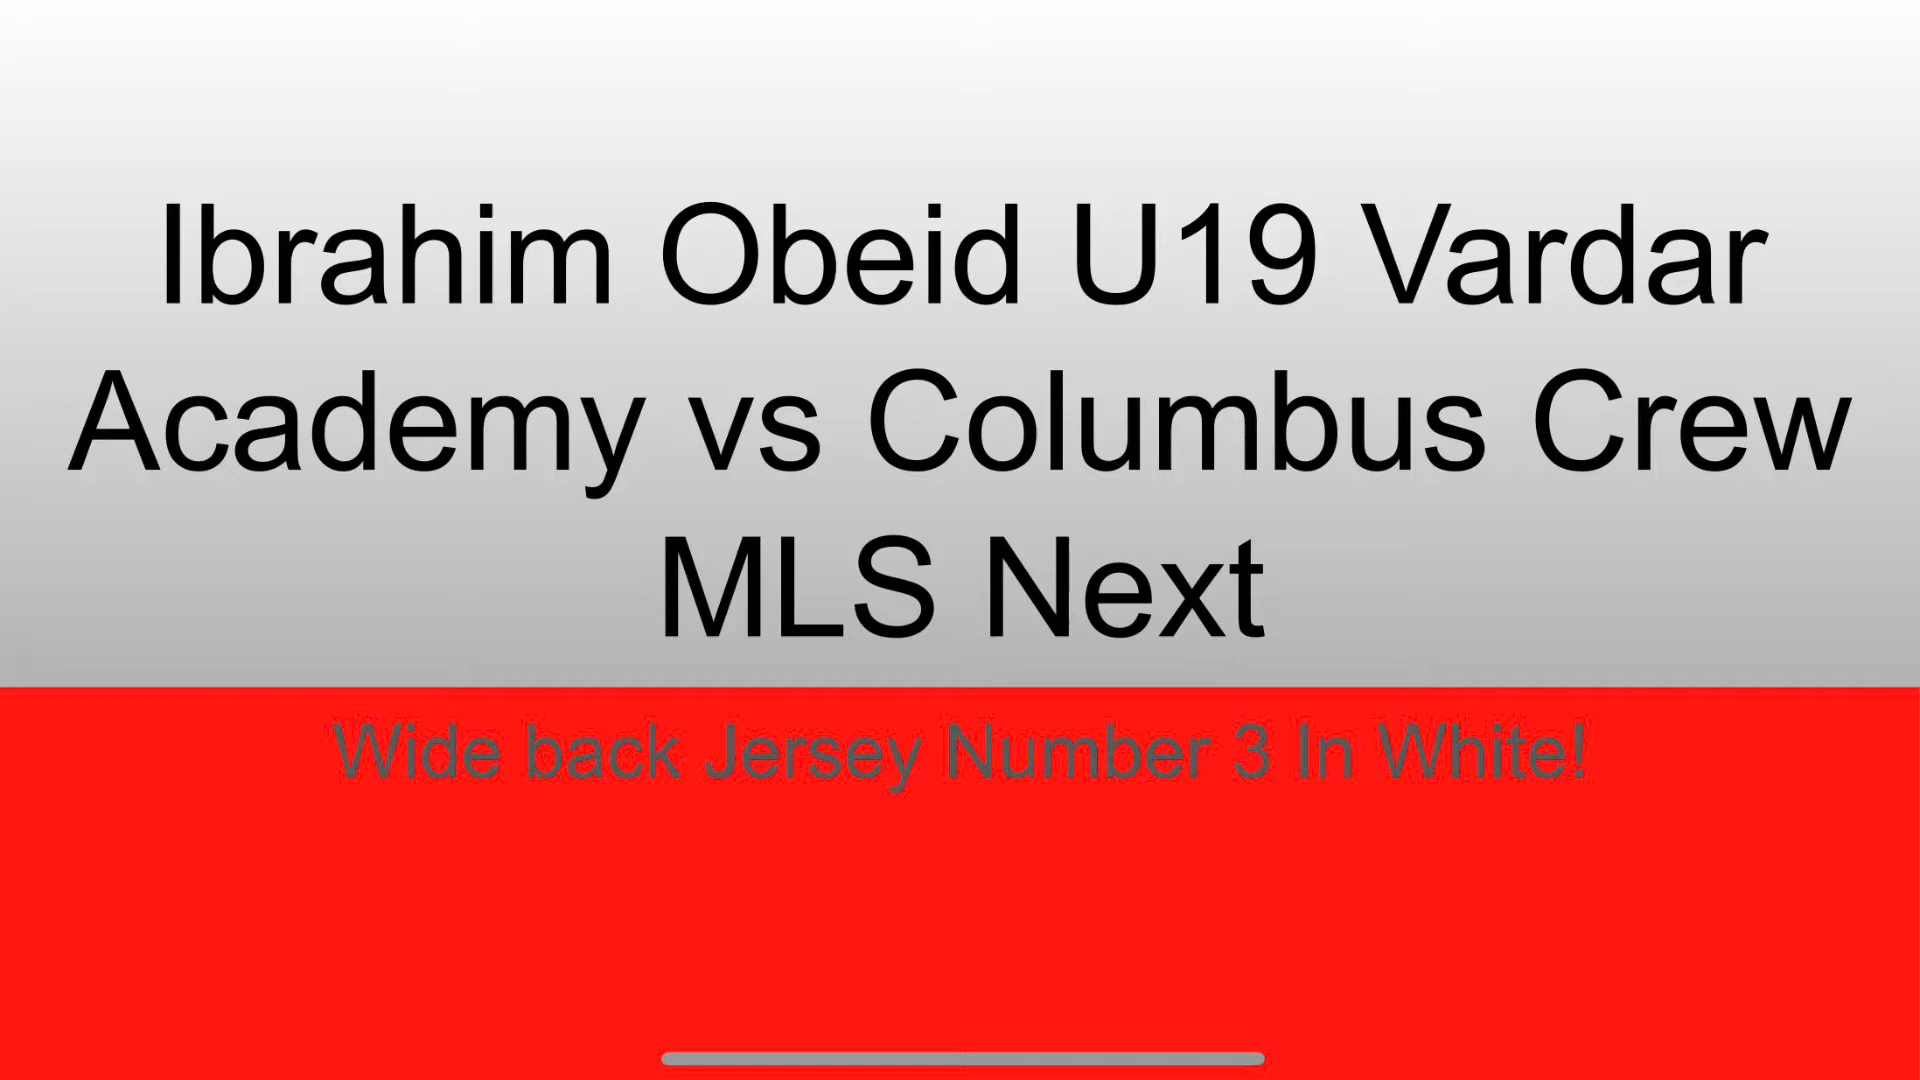 Ibrahim Obeid U19 Vardar
Academy vs Columbus Crew
MLS Next
Wide back Jersey Number 3 In White!